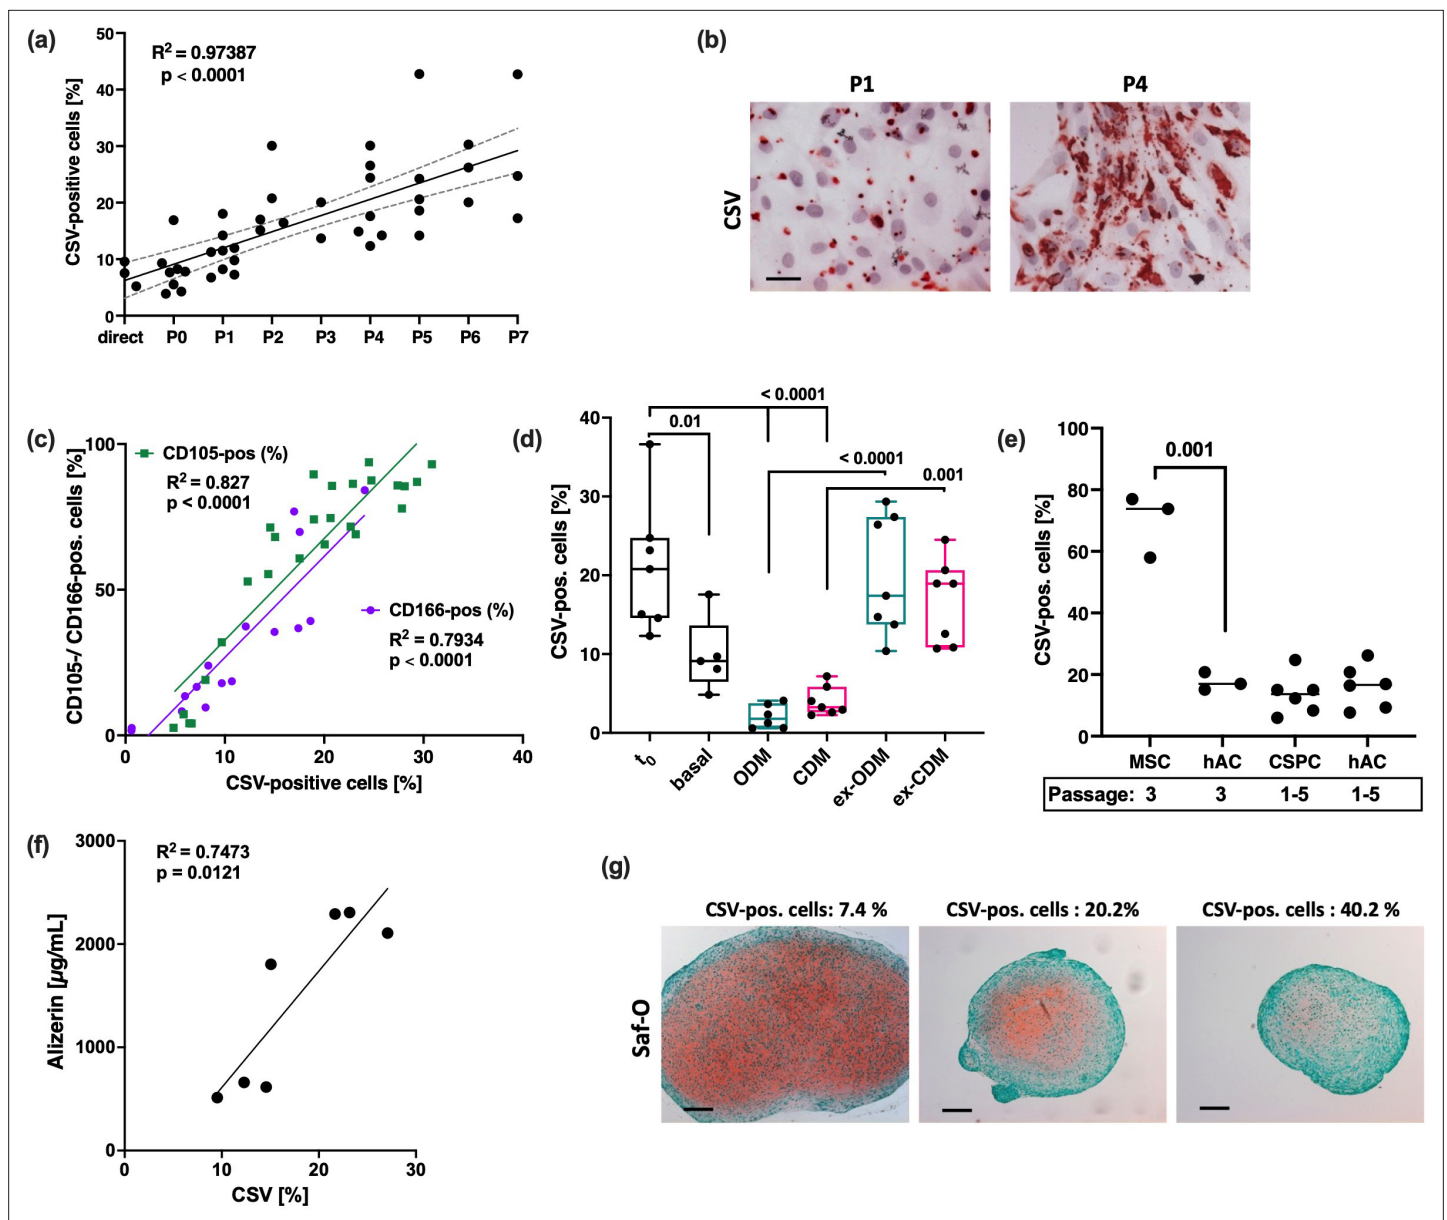 (a)
50
40
30
20
10
0
CSV-positive cells [%]
R² = 0.97387
p < 0.0001
direct P0 P1 P2 P3 P4 P5 P6 P7
(b)
P1 P4
CSV
(c)
100
50
0
CD105-/ CD166-pos. cells [%]
CD105-pos (%)
R² = 0.827
p < 0.0001
CD166-pos (%)
R² = 0.7934
p < 0.0001
0 10 20 30 40
CSV-positive cells [%]
(d)
40
30
20
10
0
CSV-pos. cells [%]
< 0.0001
0.01
< 0.0001
0.001
t₀ basal ODM CDM ex-ODM ex-CDM
(e)
100
80
60
40
20
0
CSV-pos. cells [%]
0.001
MSC hAC CSPC hAC
Passage: 3 3 1-5 1-5
(f)
3000
2000
1000
0
Alizerin [µg/mL]
R² = 0.7473
p = 0.0121
0 10 20 30
CSV [%]
(g)
CSV-pos. cells: 7.4 % CSV-pos. cells : 20.2% CSV-pos. cells : 40.2 %
Saf-O